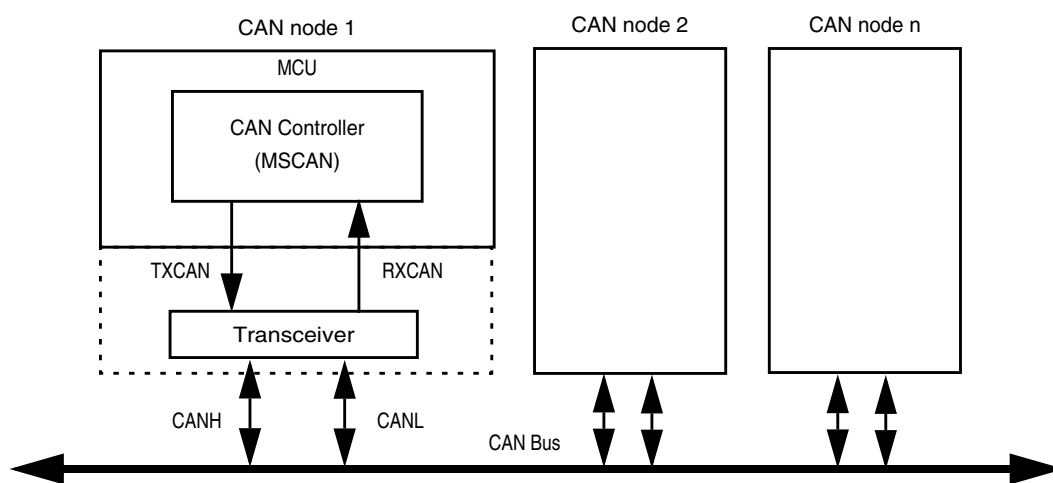 CAN node 1
CAN node 2
CAN node n
MCU
CAN Controller
(MSCAN)
TXCAN
RXCAN
Transceiver
CANH
CANL
CAN Bus